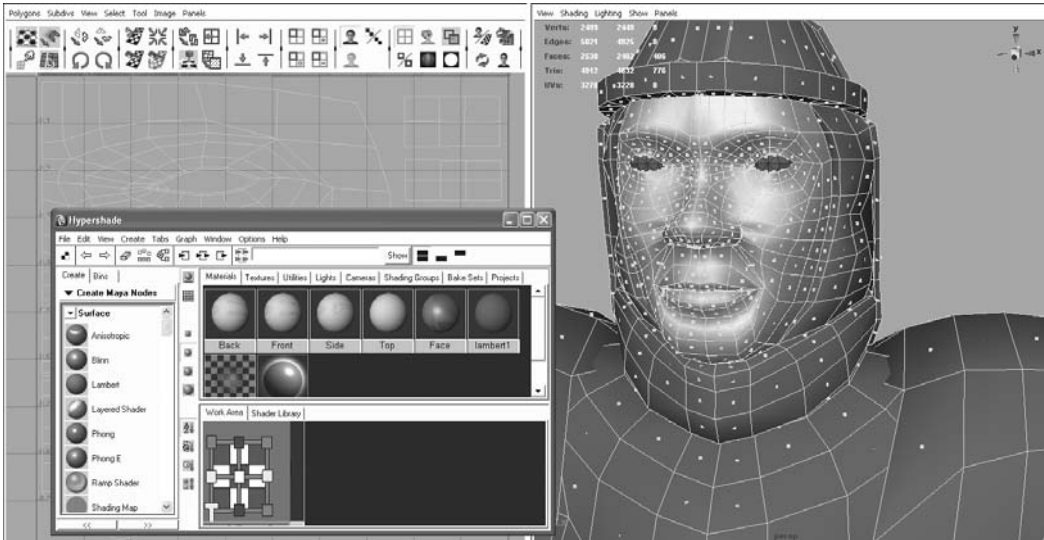 Polygons Subdivs View Select Tool Image Panels
View Shading Lighting Show Panels
Verts:
Edges:
Faces:
Tris: 776
UVs:
y
x
Hypershade
File Edit View Create Tabs Graph Window Options Help
Show
Create Bins
Create Maya Nodes
Surface
Anisotropic
Blinn
Lambert
Layered Shader
Phong
Phong E
Ramp Shader
Shading Map
<< >>
Materials Textures Utilities Lights Cameras Shading Groups Bake Sets Projects
Back Front Side Top Face lambert1
Work Area Shader Library
persp